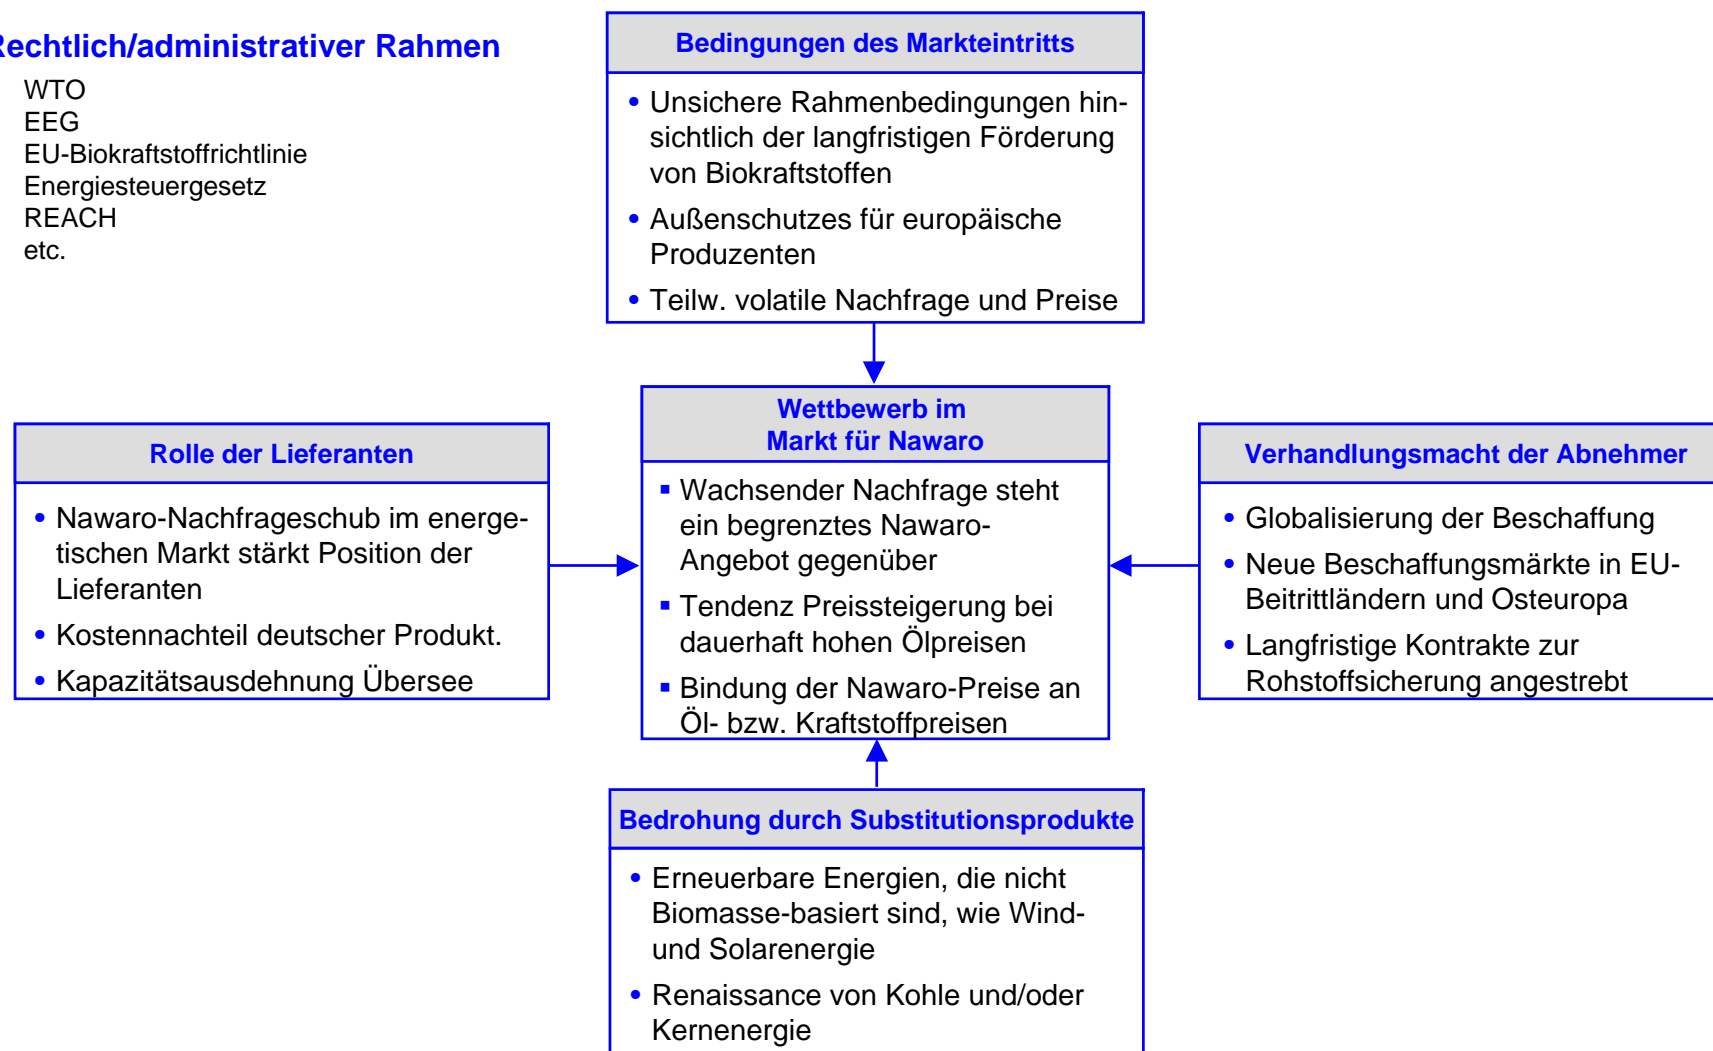 Rechtlich/administrativer Rahmen
WTO
EEG
EU-Biokraftstoffrichtlinie
Energiesteuergesetz
REACH
etc.
Bedingungen des Markteintritts
• Unsichere Rahmenbedingungen hin-
sichtlich der langfristigen Förderung
von Biokraftstoffen
• Außenschutzes für europäische
Produzenten
• Teilw. volatile Nachfrage und Preise
Rolle der Lieferanten
• Nawaro-Nachfrageschub im energe-
tischen Markt stärkt Position der
Lieferanten
• Kostennachteil deutscher Produkt.
• Kapazitätsausdehnung Übersee
Wettbewerb im
Markt für Nawaro
▪ Wachsender Nachfrage steht
ein begrenztes Nawaro-
Angebot gegenüber
▪ Tendenz Preissteigerung bei
dauerhaft hohen Ölpreisen
▪ Bindung der Nawaro-Preise an
Öl- bzw. Kraftstoffpreisen
Verhandlungsmacht der Abnehmer
• Globalisierung der Beschaffung
• Neue Beschaffungsmärkte in EU-
Beitrittländern und Osteuropa
• Langfristige Kontrakte zur
Rohstoffsicherung angestrebt
Bedrohung durch Substitutionsprodukte
• Erneuerbare Energien, die nicht
Biomasse-basiert sind, wie Wind-
und Solarenergie
• Renaissance von Kohle und/oder
Kernenergie